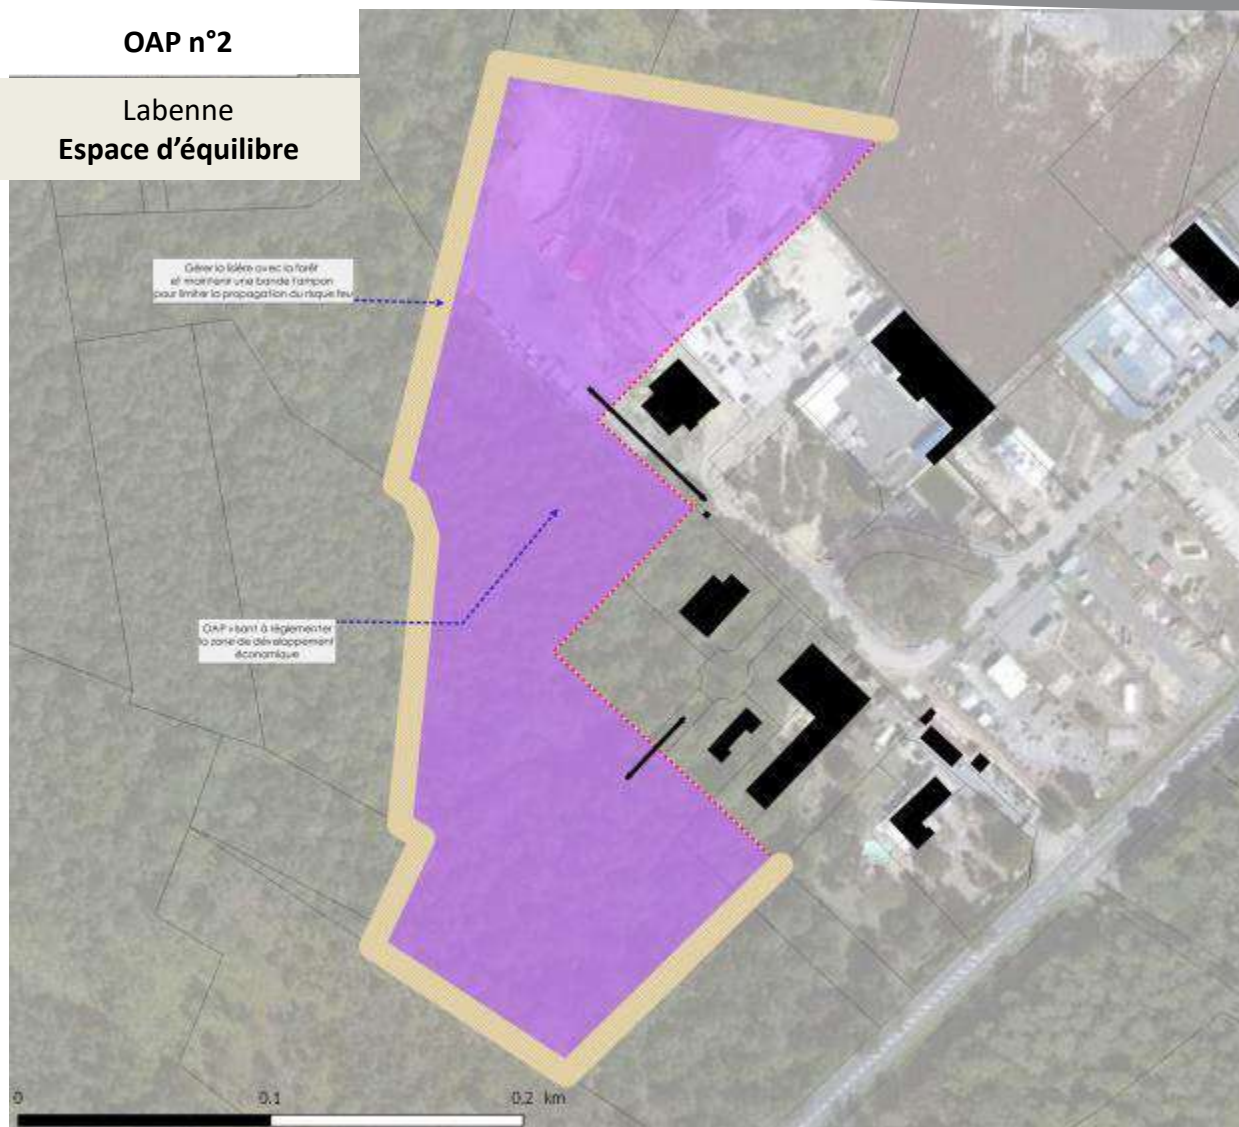 OAP n°2
Labenne
Espace d'équilibre
Gérer la lisière avec la forêt
et maintenir une bande tampon
pour limiter la propagation du risque feu
OAP visant à règlementer
la zone de développement
économique
0 0.1 0.2 km